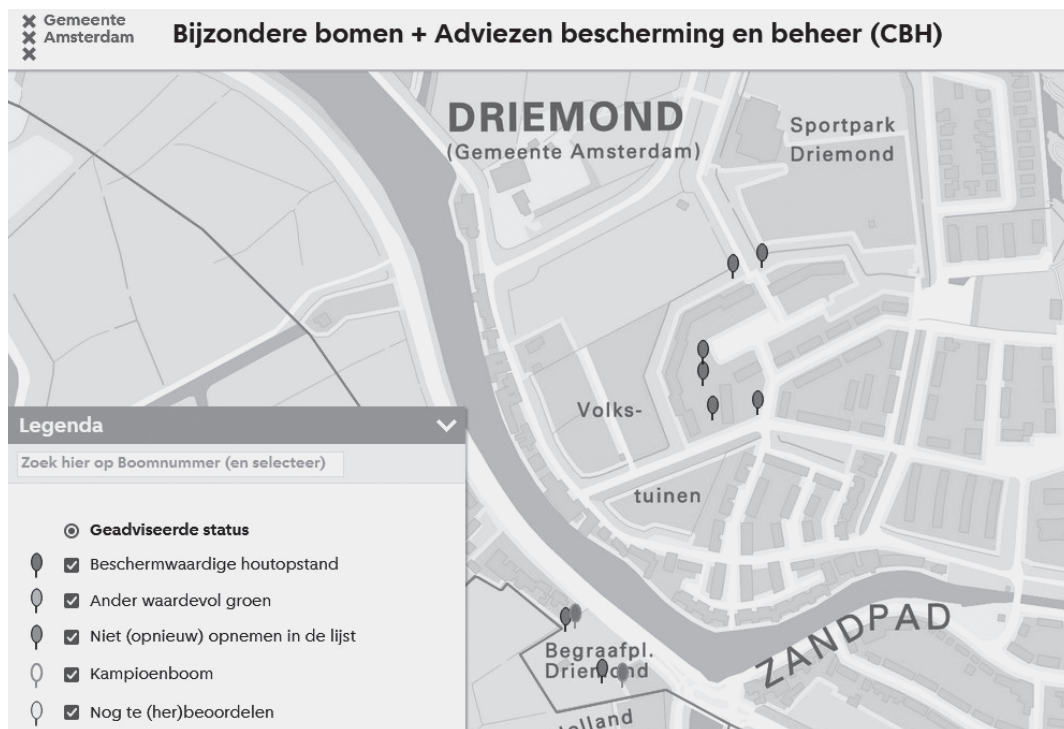 Gemeente
Amsterdam
Bijzondere bomen + Adviezen bescherming en beheer (CBH)
DRIEMOND
(Gemeente Amsterdam)
Sportpark
Driemond
Volks-
tuinen
Begraafpl.
Driemond
ZANDPAD
Holland
Legenda
Zoek hier op Boomnummer (en selecteer)
Geadviseerde status
Beschermwaardige houtopstand
Ander waardevol groen
Niet (opnieuw) opnemen in de lijst
Kampioenboom
Nog te (her)beoordelen